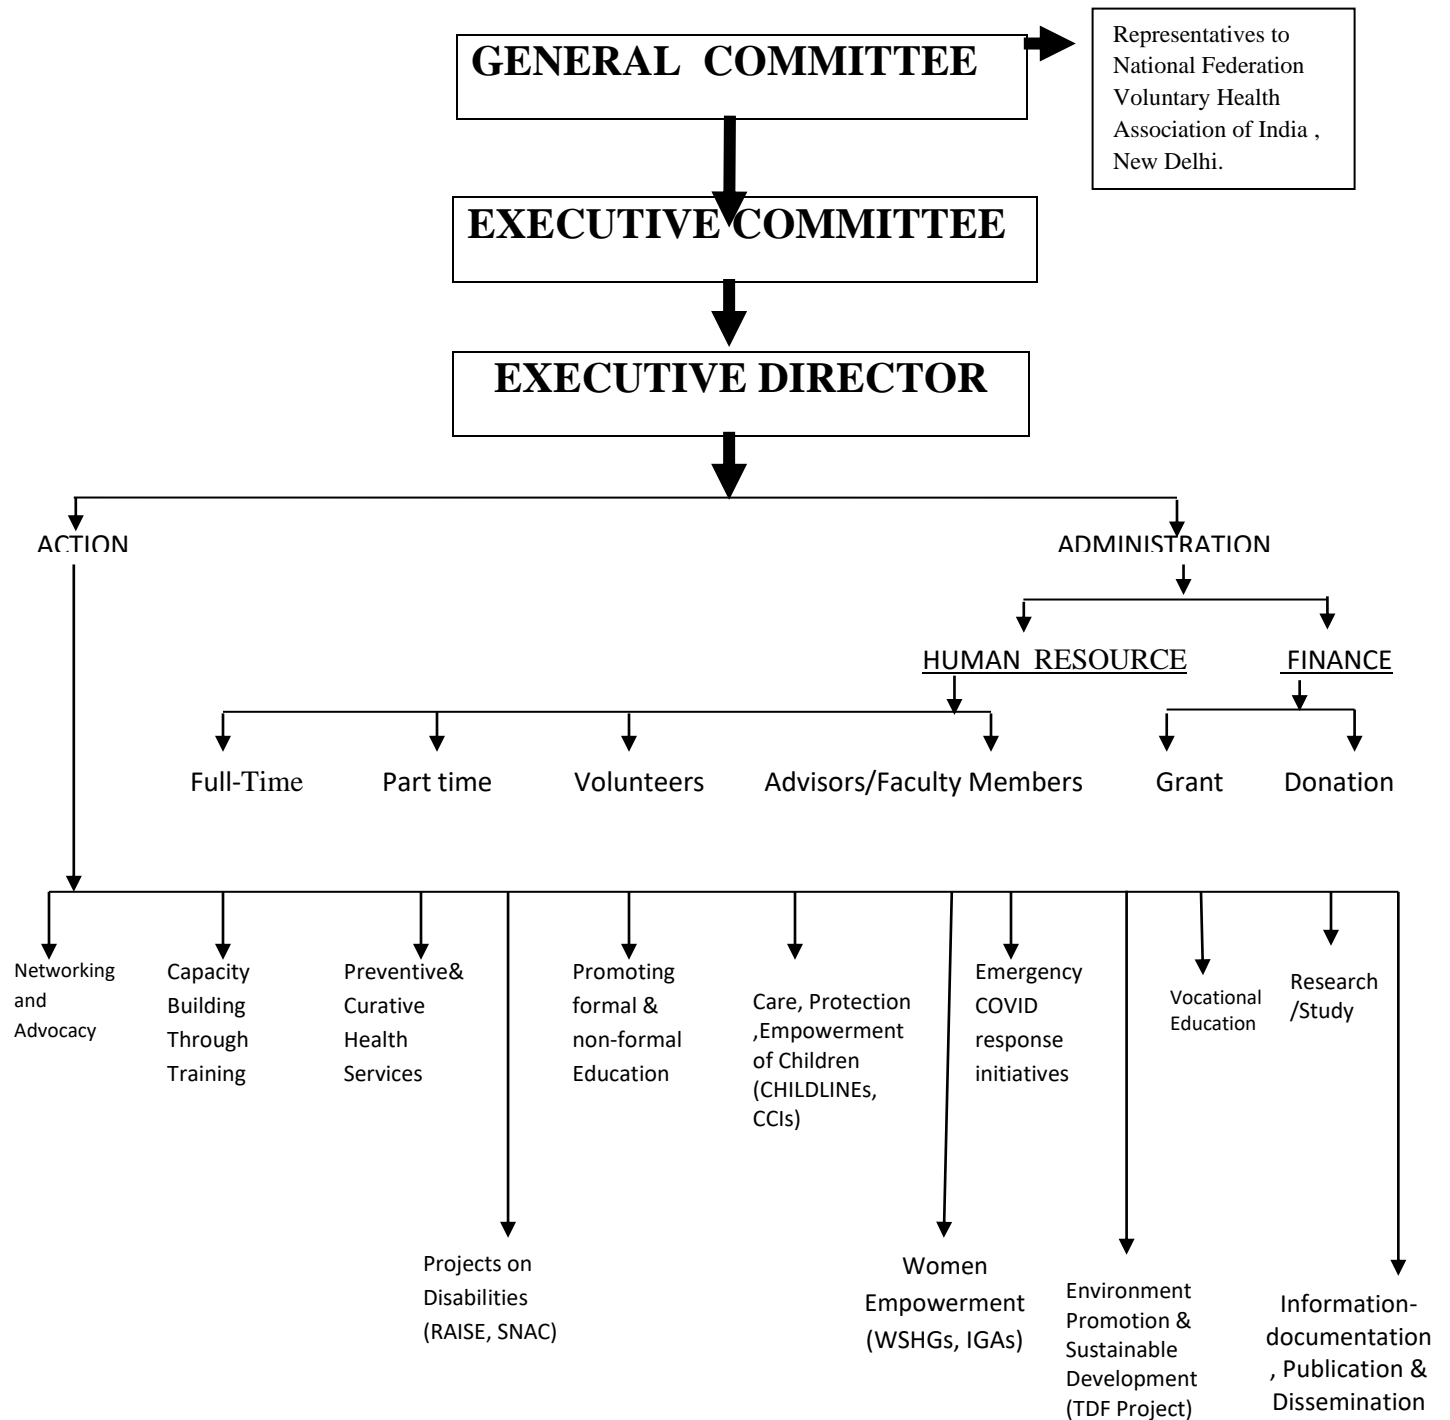 GENERAL COMMITTEE
Representatives to
National Federation
Voluntary Health
Association of India ,
New Delhi.
EXECUTIVE COMMITTEE
EXECUTIVE DIRECTOR
ACTION
ADMINISTRATION
HUMAN RESOURCE
FINANCE
Full-Time
Part time
Volunteers
Advisors/Faculty Members
Grant
Donation
Networking
and
Advocacy
Capacity
Building
Through
Training
Preventive&
Curative
Health
Services
Promoting
formal &
non-formal
Education
Care, Protection
,Empowerment
of Children
(CHILDLINEs,
CCIs)
Emergency
COVID
response
initiatives
Vocational
Education
Research
/Study
Projects on
Disabilities
(RAISE, SNAC)
Women
Empowerment
(WSHGs, IGAs)
Environment
Promotion &
Sustainable
Development
(TDF Project)
Information-
documentation
, Publication &
Dissemination